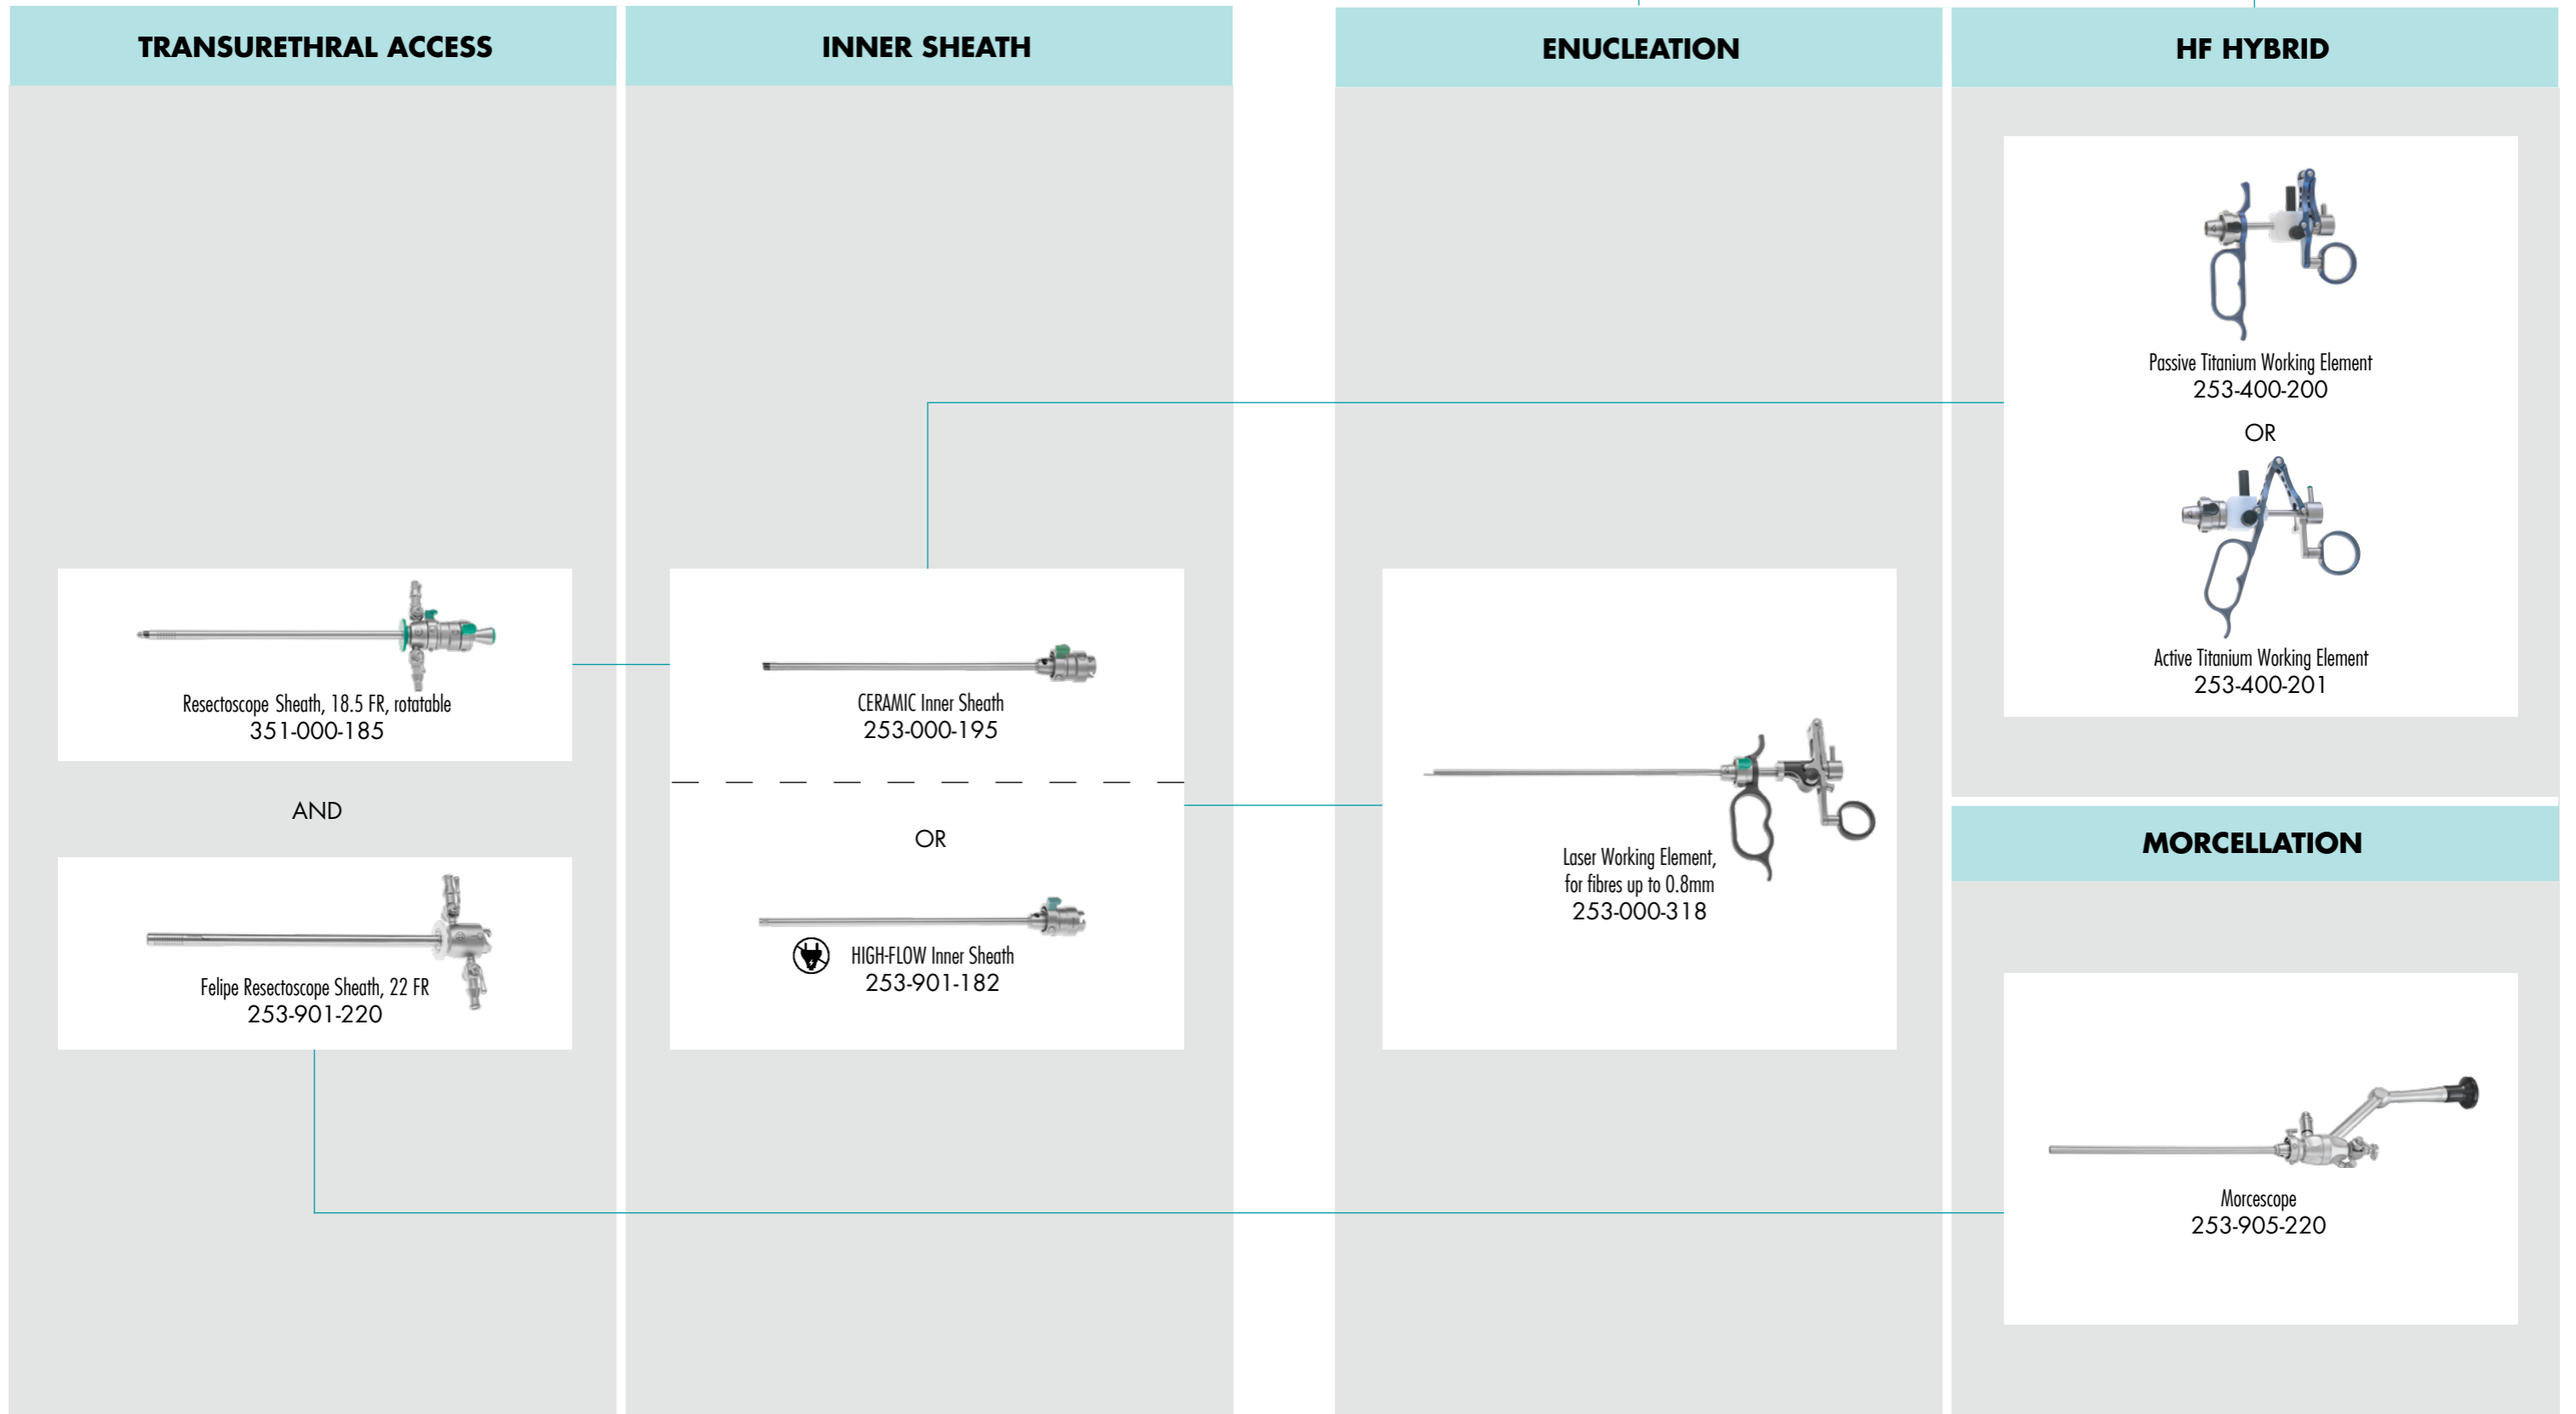 TRANSURETHRAL ACCESS
INNER SHEATH
ENUCLEATION
HF HYBRID
Passive Titanium Working Element
253-400-200
OR
Active Titanium Working Element
253-400-201
Resectoscope Sheath, 18.5 FR, rotatable
351-000-185
AND
Felipe Resectoscope Sheath, 22 FR
253-901-220
CERAMIC Inner Sheath
253-000-195
OR
HIGH-FLOW Inner Sheath
253-901-182
Laser Working Element,
for fibres up to 0.8mm
253-000-318
MORCELLATION
Morcescope
253-905-220